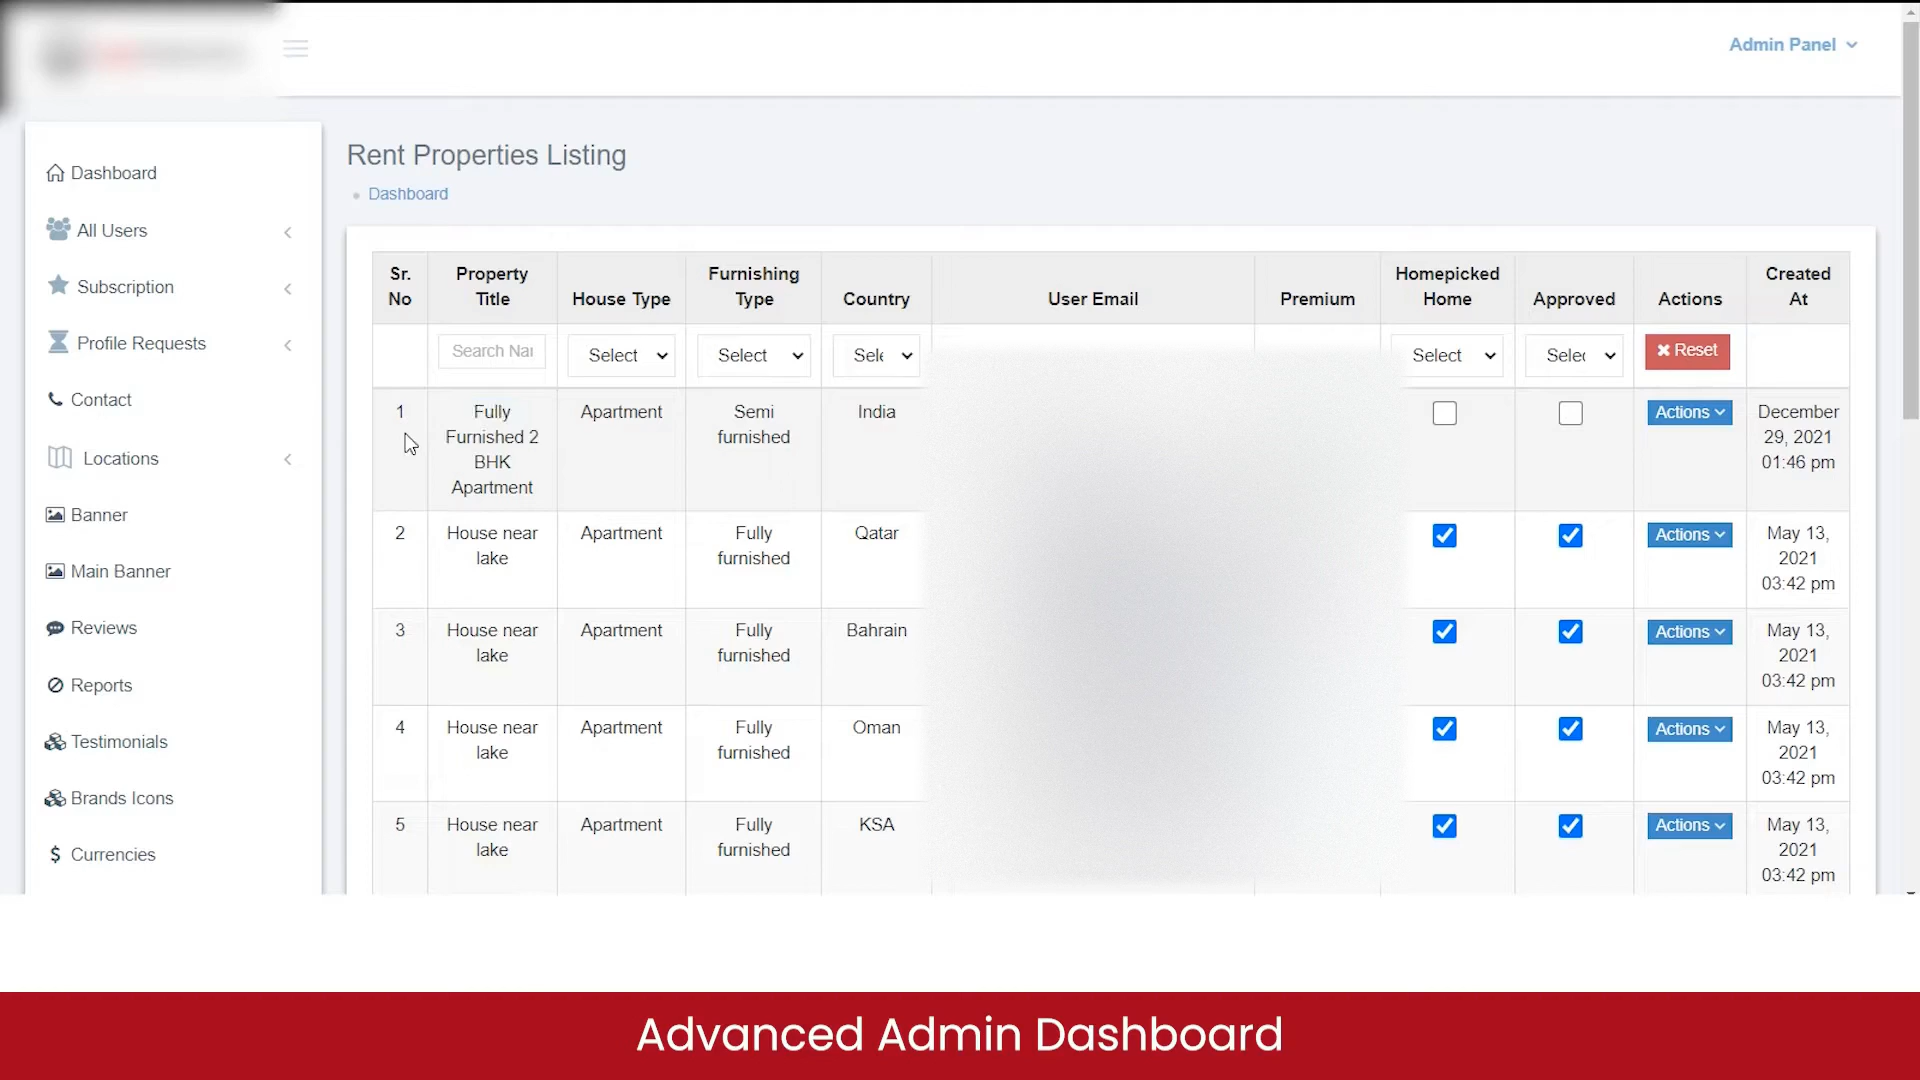 Admin Panel
Dashboard
All Users
Subscription
Profile Requests
Contact
Locations
Banner
Main Banner
Reviews
Reports
Testimonials
Brands Icons
$ Currencies
Rent Properties Listing
Dashboard
Sr. No Property Title House Type Furnishing Type Country User Email Premium Homepicked Home Approved Actions Created At
Search Nar Select Select Sele Select Selec Reset
1 Fully Furnished 2 BHK Apartment Apartment Semi furnished India Actions December 29, 2021 01:46 pm
2 House near lake Apartment Fully furnished Qatar Actions May 13, 2021 03:42 pm
3 House near lake Apartment Fully furnished Bahrain Actions May 13, 2021 03:42 pm
4 House near lake Apartment Fully furnished Oman Actions May 13, 2021 03:42 pm
5 House near lake Apartment Fully furnished KSA Actions May 13, 2021 03:42 pm
Advanced Admin Dashboard